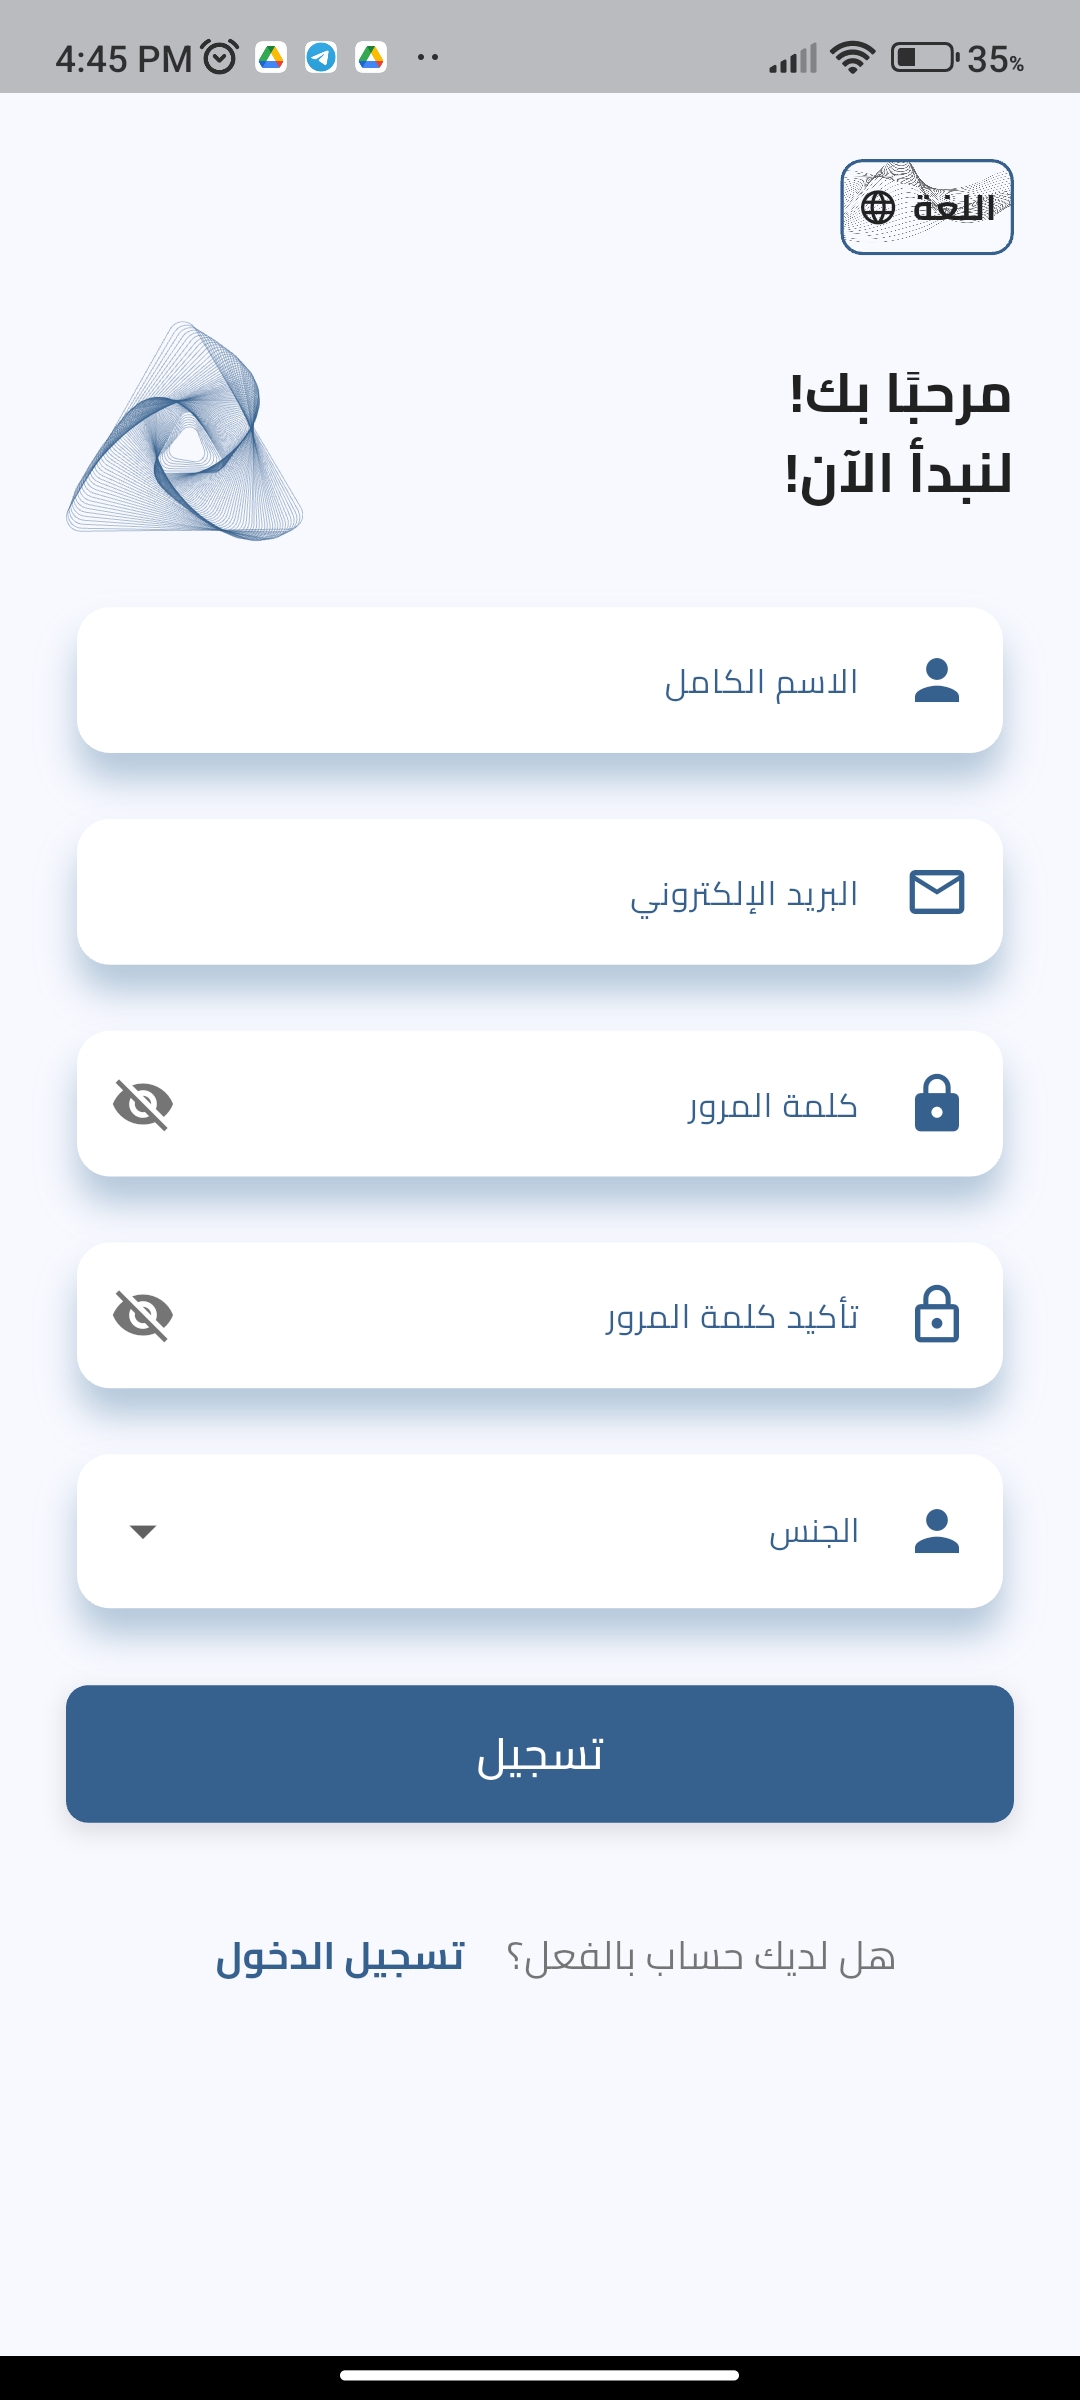 4:45 PM
35%
اللغة
مرحبًا بك!
لنبدأ الآن!
الاسم الكامل
البريد الإلكتروني
كلمة المرور
تأكيد كلمة المرور
الجنس
تسجيل
هل لديك حساب بالفعل؟ تسجيل الدخول